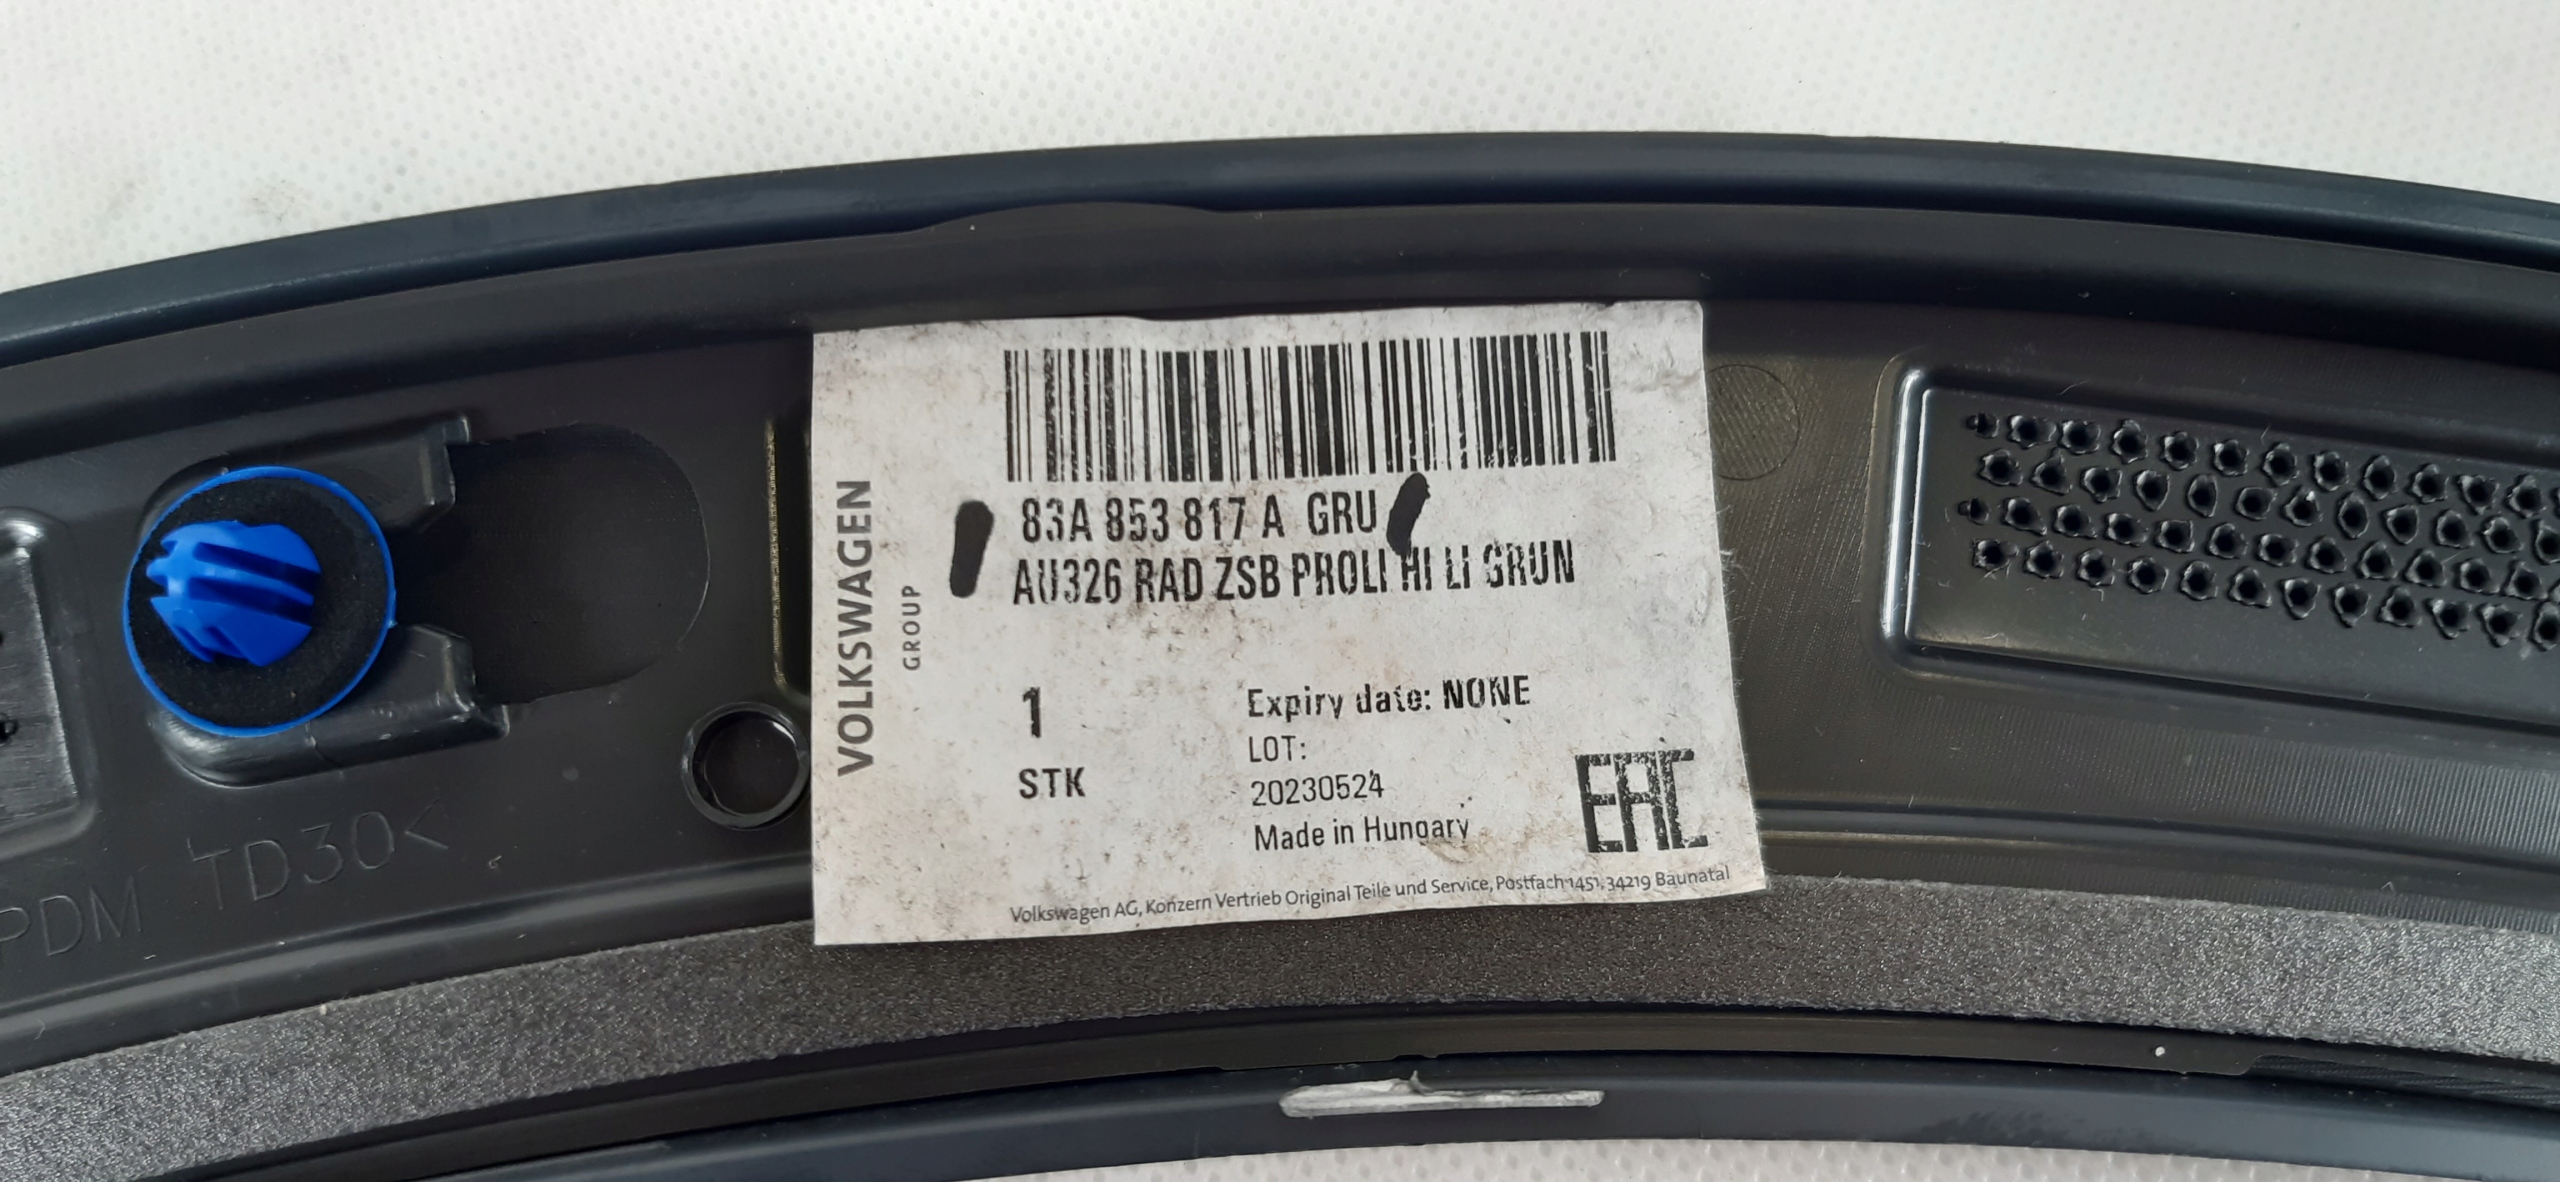 VOLKSWAGEN
GROUP
83A 853 817 A GRU
AU326 RAD ZSB PROLI HI LI GRUN
1
STK
Expiry date: NONE
LOT:
20230524
Made in Hungary
EAC
Volkswagen AG, Konzern Vertrieb Original Teile und Service, Postfach 1451, 34219 Baunatal
PDM TD30<